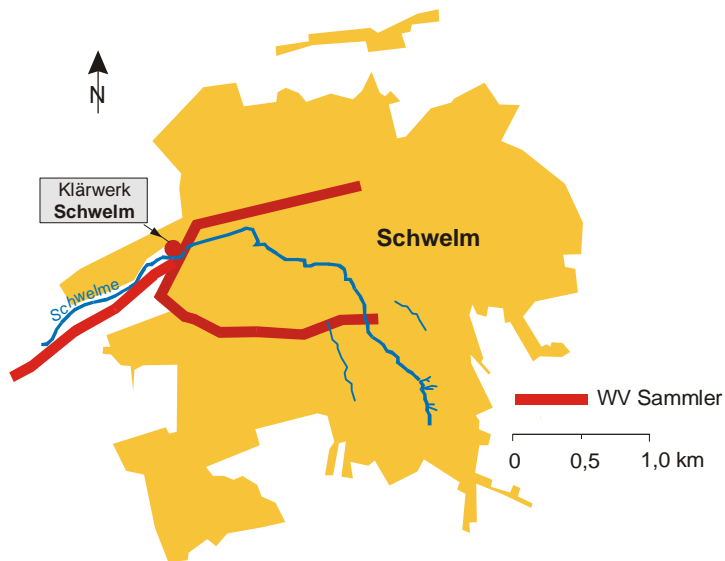 N
Klärwerk
Schwelm
Schwelm
Schwelme
WV Sammler
0 0,5 1,0 km